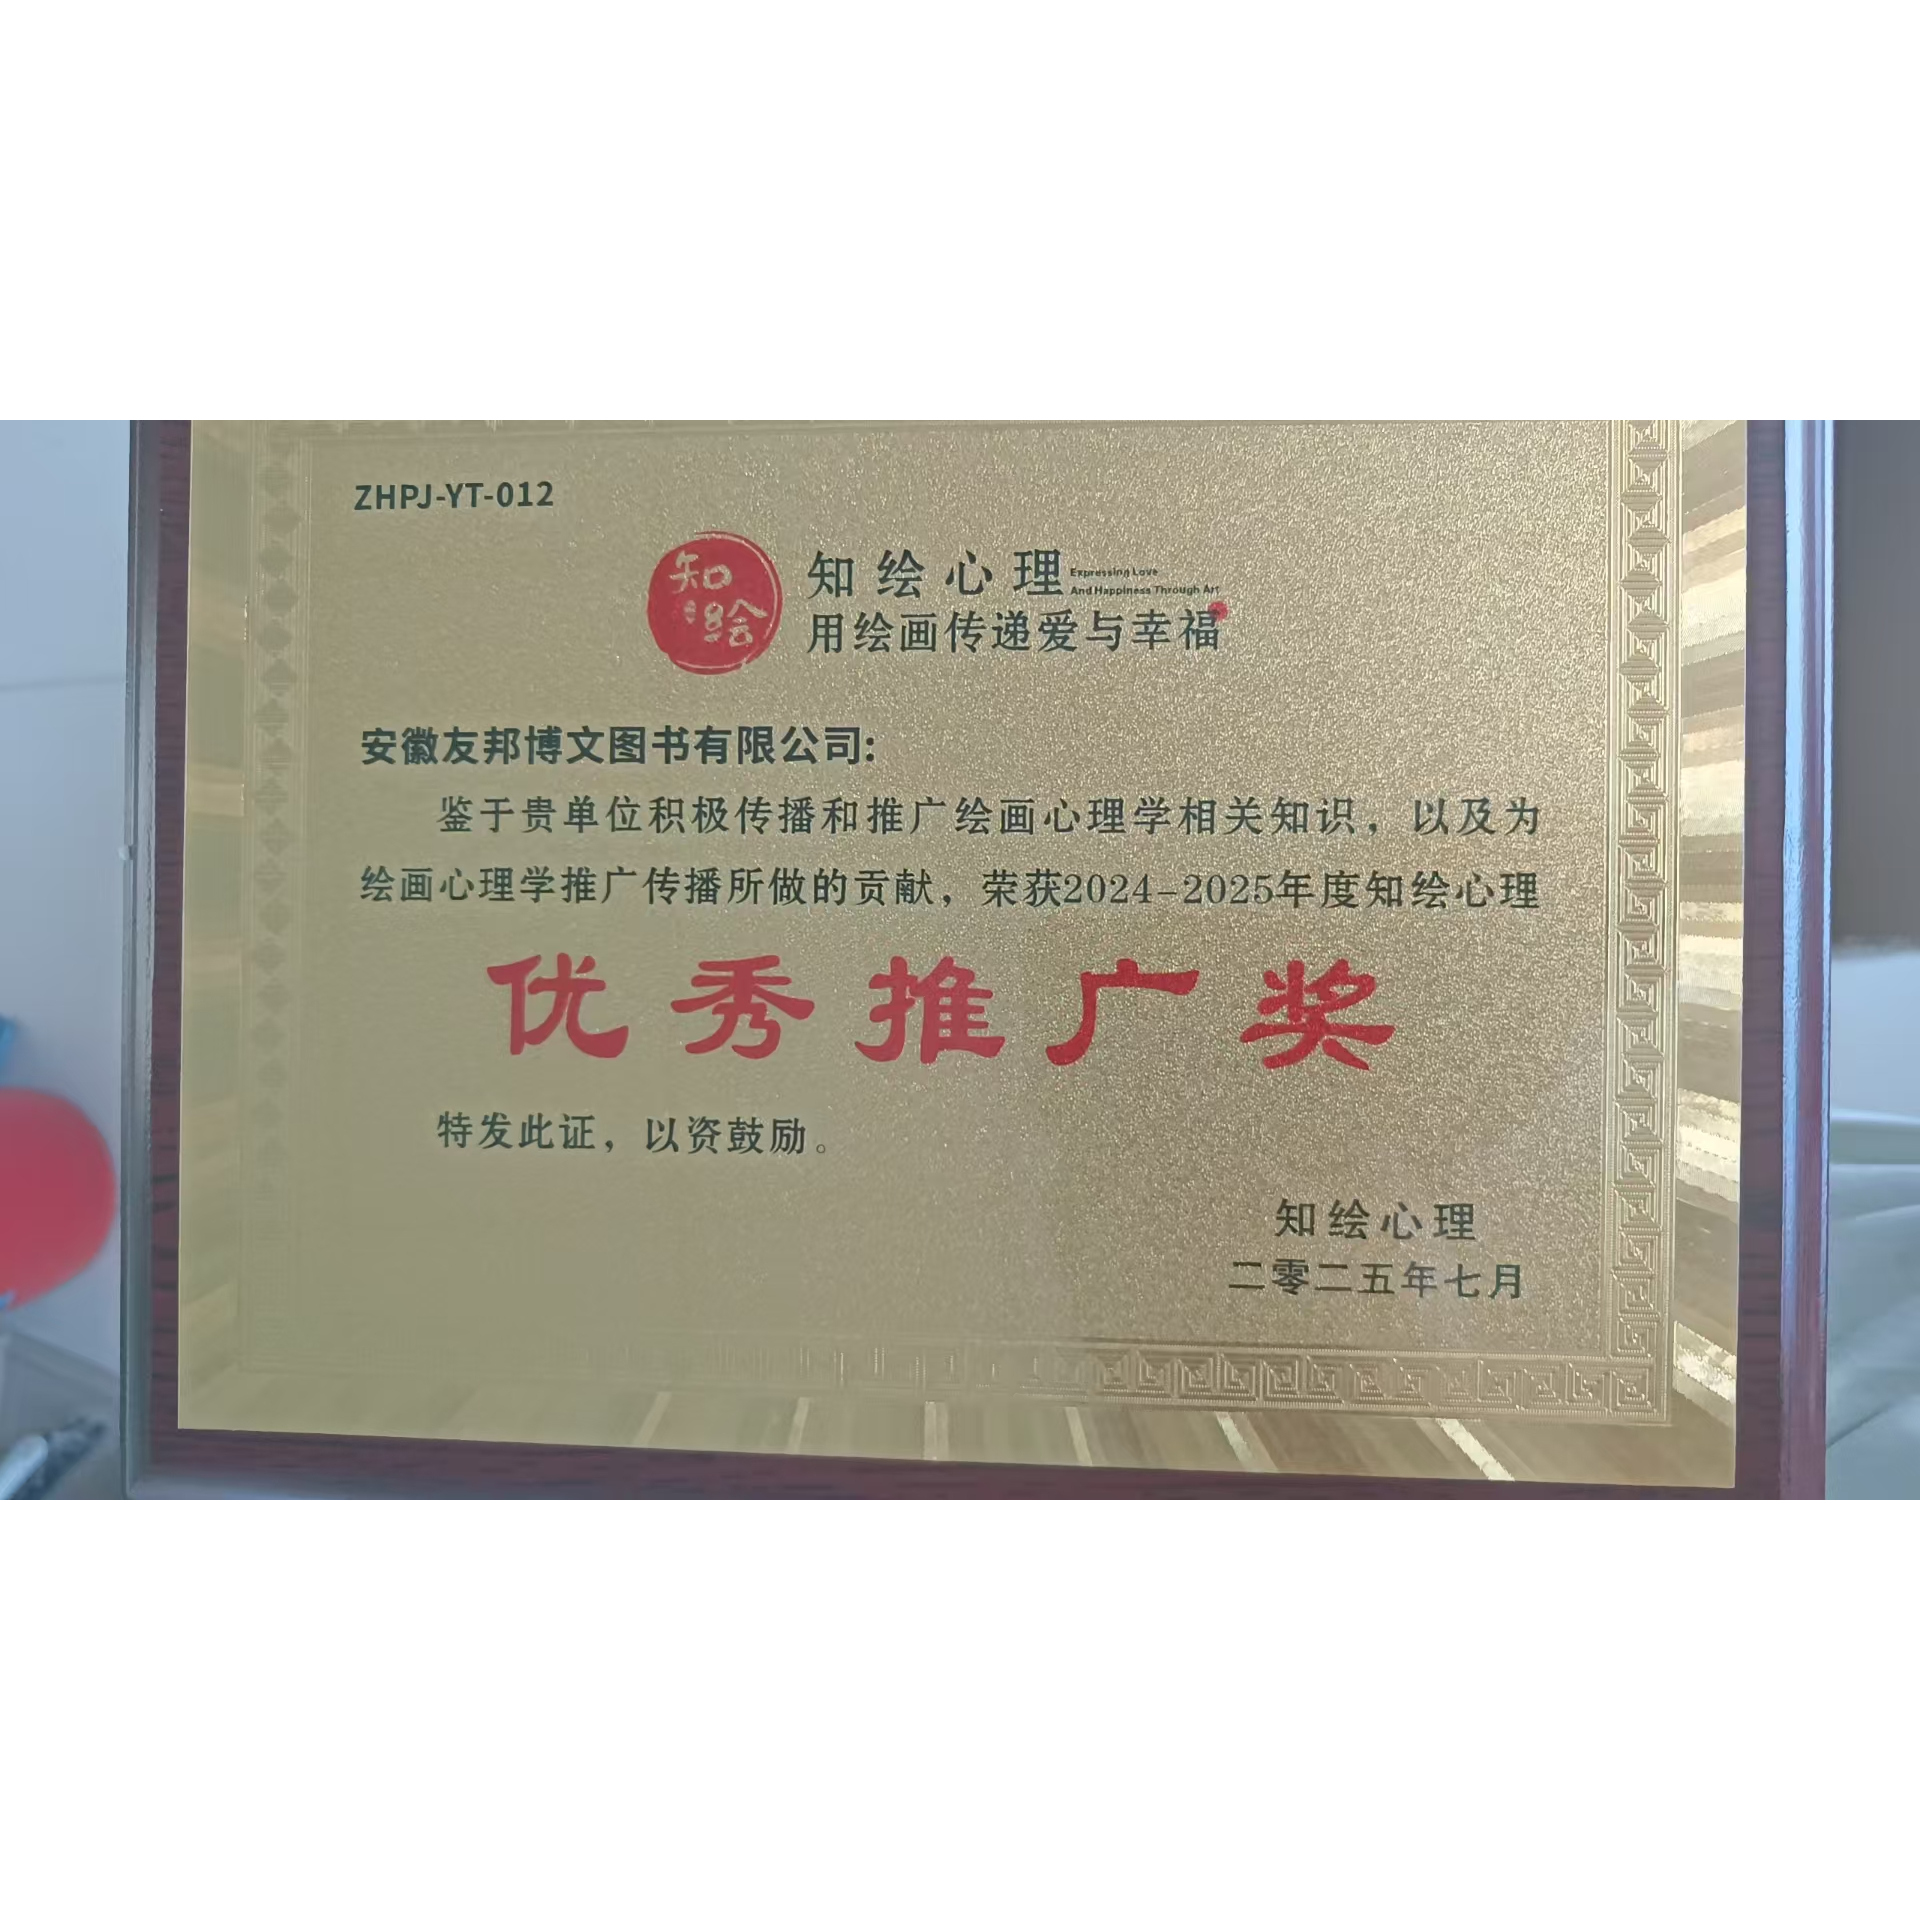 ZHPJ-YT-012
知绘
知绘心理
Expressing Love
And Happiness Through Art
用绘画传递爱与幸福
安徽友邦博文图书有限公司:
鉴于贵单位积极传播和推广绘画心理学相关知识，以及为
绘画心理学推广传播所做的贡献，荣获2024-2025年度知绘心理
优秀推广奖
特发此证，以资鼓励。
知绘心理
二零二五年七月